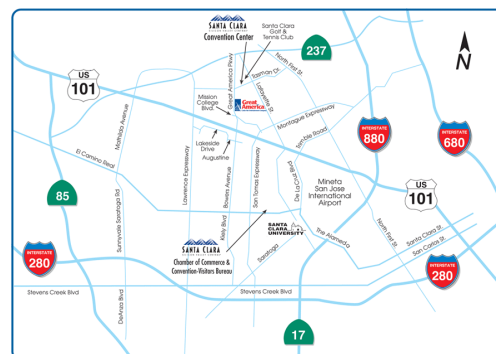 SANTA CLARA
Convention Center
Santa Clara
Golf &
Tennis Club
237
N
US
101
Great America Pkwy
Tasman Dr.
North First St
Lafayette St
Mission
College
Blvd.
Great
America
Montague Expressway
Trimble Road
INTERSTATE
880
INTERSTATE
680
Mathilda Avenue
El Camino Real
Lakeside
Drive
Augustine
Lawrence Expressway
Bowers Avenue
San Tomas Expressway
De La Cruz Blvd
Mineta
San Jose
International
Airport
US
101
85
Sunnyvale Saratoga Rd
Kiely Blvd
SANTA CLARA
UNIVERSITY
The Alameda
North First St
Santa Clara St
San Carlos St
SANTA CLARA
Chamber of Commerce &
Convention-Visitors Bureau
Saratoga
INTERSTATE
280
INTERSTATE
280
Stevens Creek Blvd
Stevens Creek Blvd
DeAnza Blvd
17